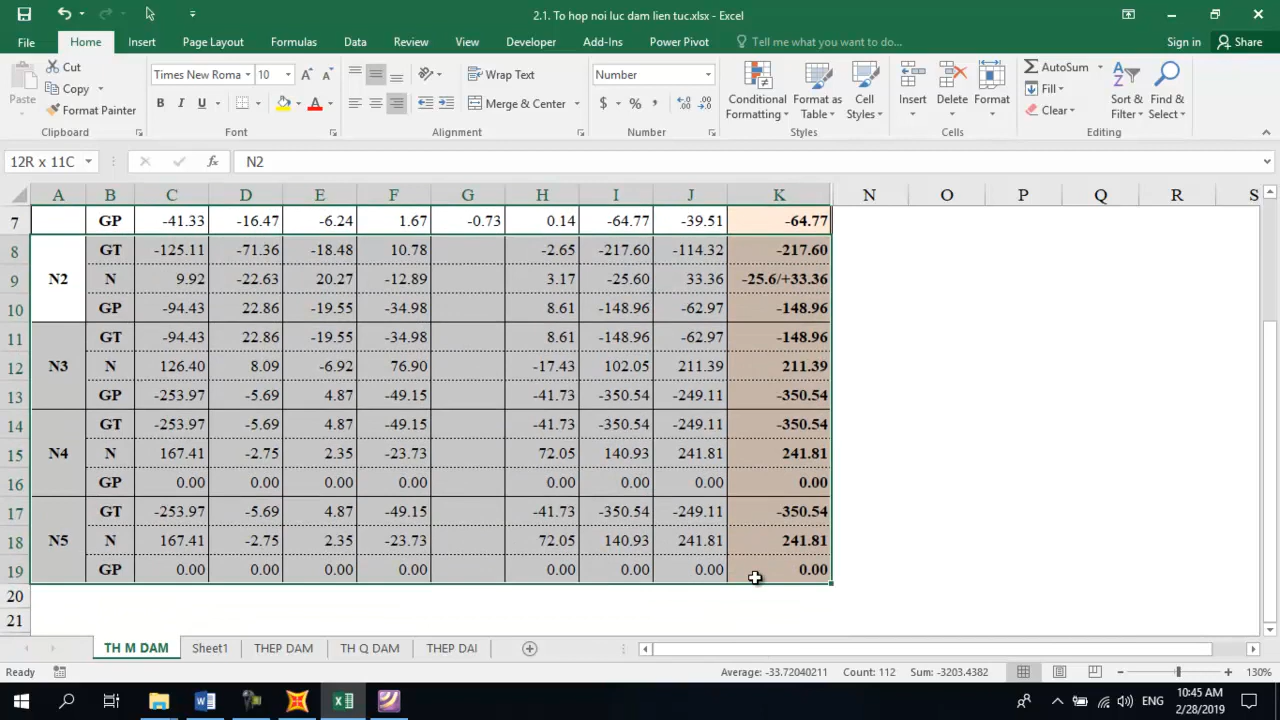 2.1. To hop noi luc dam lien tuc.xlsx - Excel
File Home Insert Page Layout Formulas Data Review View Developer Add-Ins Power Pivot Tell me what you want to do... Sign in Share
Paste Cut Copy Format Painter Clipboard
Times New Roma 10 B I U A Font
Wrap Text Merge & Center Alignment
Number $ % , Number
Conditional Formatting Format as Table Cell Styles Styles
Insert Delete Format Cells
AutoSum Fill Clear Sort & Filter Find & Select Editing
12R x 11C fx N2
A B C D E F G H I J K N O P Q R S
7 GP -41.33 -16.47 -6.24 1.67 -0.73 0.14 -64.77 -39.51 -64.77
8 GT -125.11 -71.36 -18.48 10.78 -2.65 -217.60 -114.32 -217.60
9 N2 N 9.92 -22.63 20.27 -12.89 3.17 -25.60 33.36 -25.6/+33.36
10 GP -94.43 22.86 -19.55 -34.98 8.61 -148.96 -62.97 -148.96
11 GT -94.43 22.86 -19.55 -34.98 8.61 -148.96 -62.97 -148.96
12 N3 N 126.40 8.09 -6.92 76.90 -17.43 102.05 211.39 211.39
13 GP -253.97 -5.69 4.87 -49.15 -41.73 -350.54 -249.11 -350.54
14 GT -253.97 -5.69 4.87 -49.15 -41.73 -350.54 -249.11 -350.54
15 N4 N 167.41 -2.75 2.35 -23.73 72.05 140.93 241.81 241.81
16 GP 0.00 0.00 0.00 0.00 0.00 0.00 0.00 0.00
17 GT -253.97 -5.69 4.87 -49.15 -41.73 -350.54 -249.11 -350.54
18 N5 N 167.41 -2.75 2.35 -23.73 72.05 140.93 241.81 241.81
19 GP 0.00 0.00 0.00 0.00 0.00 0.00 0.00 0.00
20
21
TH M DAM Sheet1 THEP DAM TH Q DAM THEP DAI
Ready Average: -33.72040211 Count: 112 Sum: -3203.4382 130%
ENG 10:45 AM
2/28/2019